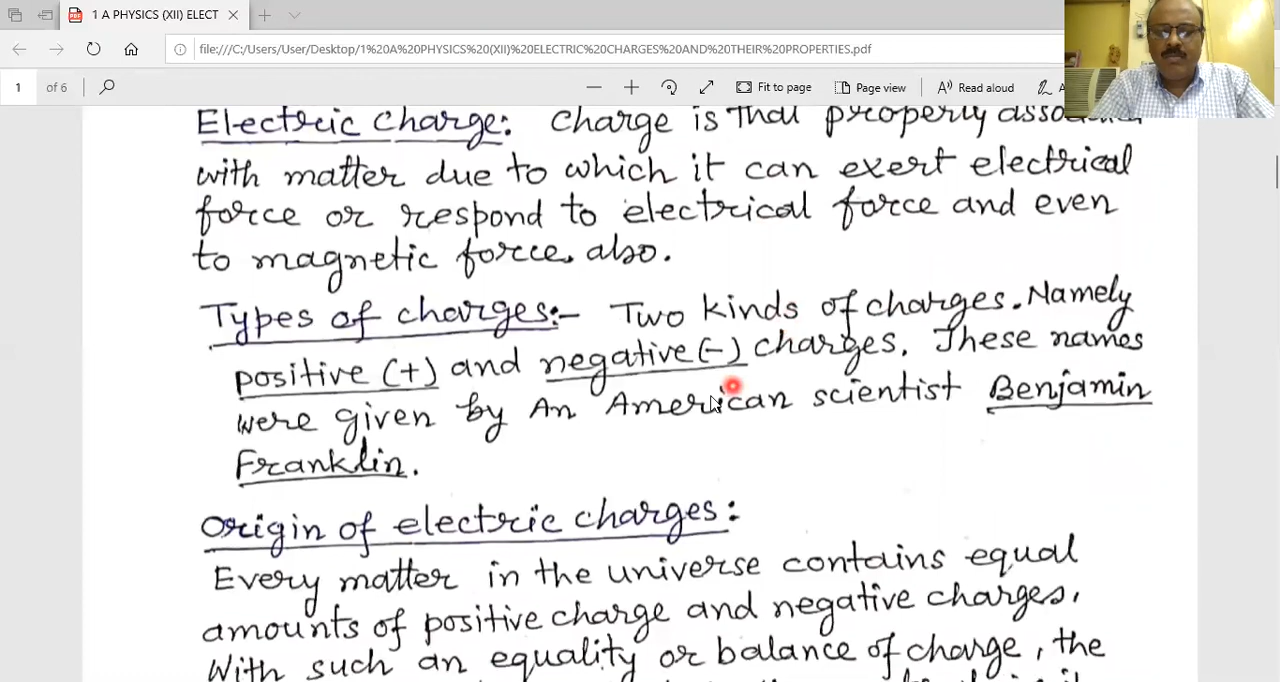 1 A PHYSICS (XII) ELECT
file:///C:/Users/User/Desktop/1%20A%20PHYSICS%20(XII)%20ELECTRIC%20CHARGES%20AND%20THEIR%20PROPERTIES.pdf
1 of 6 Fit to page Page view Read aloud
Electric Charge: Charge is that property
with matter due to which it can exert electrical
force or respond to electrical force and even
to magnetic force. also.
Types of charges:- Two kinds of charges. Namely
positive (+) and negative (-) charges. These names
were given by An American scientist Benjamin
Franklin.
Origin of electric charges:
Every matter in the universe contains equal
amounts of positive charge and negative charges.
With such an equality or balance of charge, the